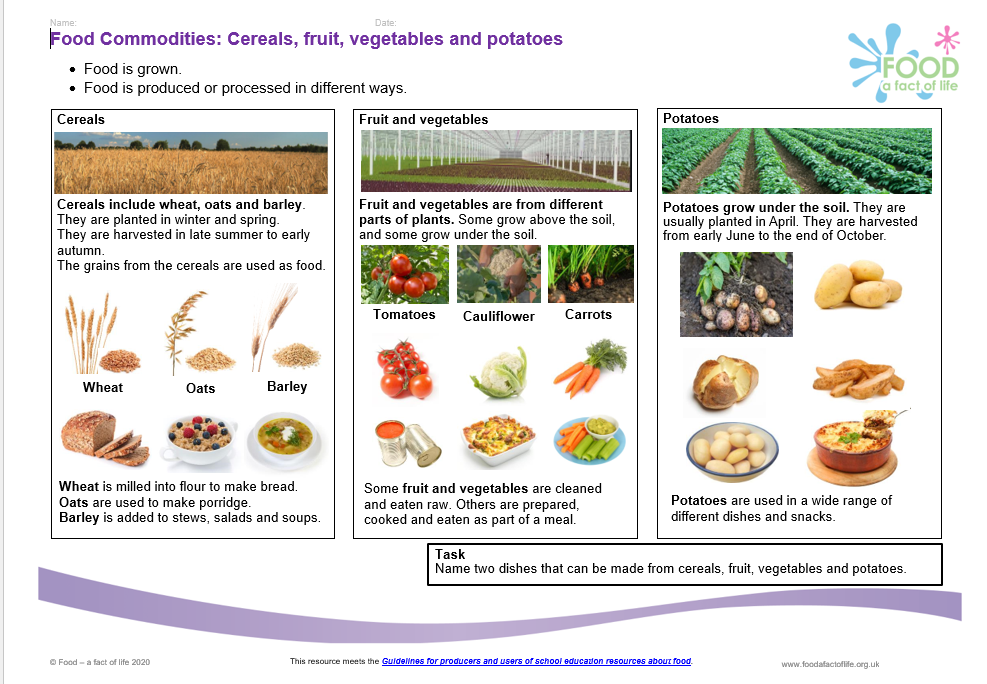 Name:
Date:
Food Commodities: Cereals, fruit, vegetables and potatoes
FOOD
a fact of life
• Food is grown.
• Food is produced or processed in different ways.
Cereals
Cereals include wheat, oats and barley.
They are planted in winter and spring.
They are harvested in late summer to early
autumn.
The grains from the cereals are used as food.
Wheat
Oats
Barley
Wheat is milled into flour to make bread.
Oats are used to make porridge.
Barley is added to stews, salads and soups.
Fruit and vegetables
Fruit and vegetables are from different
parts of plants. Some grow above the soil,
and some grow under the soil.
Tomatoes
Cauliflower
Carrots
Some fruit and vegetables are cleaned
and eaten raw. Others are prepared,
cooked and eaten as part of a meal.
Potatoes
Potatoes grow under the soil. They are
usually planted in April. They are harvested
from early June to the end of October.
Potatoes are used in a wide range of
different dishes and snacks.
Task
Name two dishes that can be made from cereals, fruit, vegetables and potatoes.
© Food – a fact of life 2020
This resource meets the Guidelines for producers and users of school education resources about food.
www.foodafactoflife.org.uk